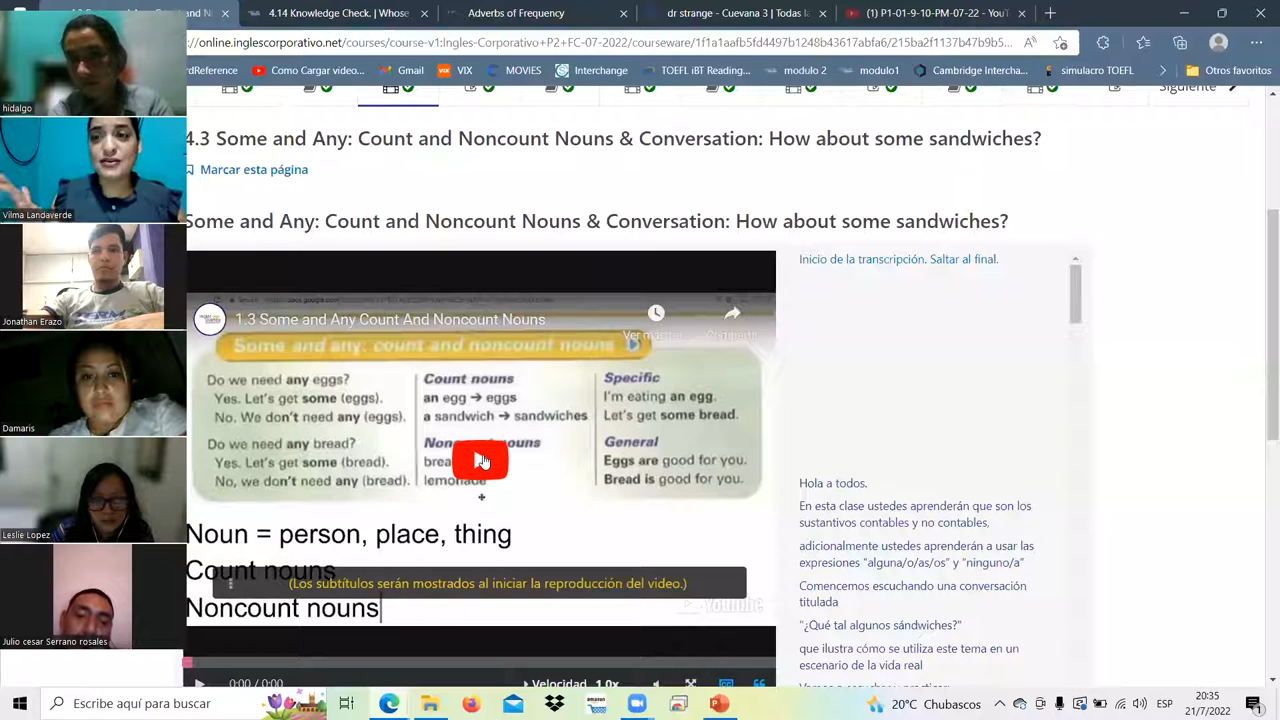 4.14 Knowledge Check. | Now
Adverbs of Frequency
dr strange - Cuevana 3 | Todas l
(1) P1-01-9-10-PM-07-22 - YouT
//online.inglescorporativo.net/courses/course-v1:Ingles-Corporativo+P2+FC-07-2022/courseware/1f1a1aafb5fd4497b1248b43617abfa6/215ba2f1137b47b9b5...
rdReference
Como Cargar video...
Gmail
VIX
MOVIES
Interchange
TOEFL iBT Reading...
modulo 2
modulo1
Cambridge Intercha...
simulacro TOEFL
Otros favoritos
Siguiente
4.3 Some and Any: Count and Noncount Nouns & Conversation: How about some sandwiches?
Marcar esta página
Some and Any: Count and Noncount Nouns & Conversation: How about some sandwiches?
1.3 Some and Any Count And Noncount Nouns
Ver más tarde
Compartir
Some and any; count and noncount nouns
Do we need any eggs?
Yes. Let's get some (eggs).
No. We don't need any (eggs).
Do we need any bread?
Yes. Let's get some (bread).
No, we don't need any (bread).
Count nouns
an egg → eggs
a sandwich → sandwiches
Non nouns
brea
lemonade
Specific
I'm eating an egg.
Let's get some bread.
General
Eggs are good for you.
Bread is good for you.
Noun = person, place, thing
Count nouns
(Los subtítulos serán mostrados al iniciar la reproducción del video.)
Noncount nouns
YouTube
0:00 / 0:00
Velocidad 1.0x
Inicio de la transcripción. Saltar al final.
Hola a todos.
En esta clase ustedes aprenderán que son los
sustantivos contables y no contables,
adicionalmente ustedes aprenderán a usar las
expresiones "alguna/o/as/os" y "ninguno/a"
Comencemos escuchando una conversación
titulada
"¿Qué tal algunos sándwiches?"
que ilustra cómo se utiliza este tema en un
escenario de la vida real
hidalgo
Vilma Landaverde
Jonathan Erazo
Damaris
Leslie Lopez
Julio cesar Serrano rosales
Escribe aquí para buscar
20°C Chubascos
ESP
20:35
21/7/2022
1